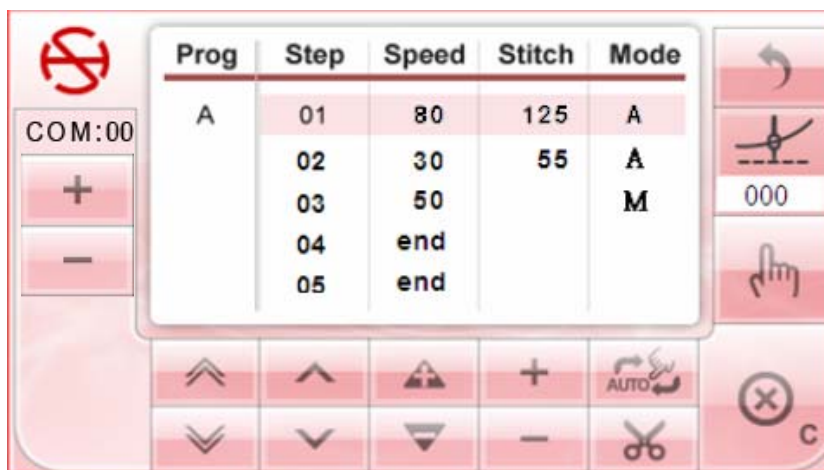 Prog Step Speed Stitch Mode
A 01 80 125 A
02 30 55 A
03 50 M
04 end
05 end
COM:00
000
AUTO
C